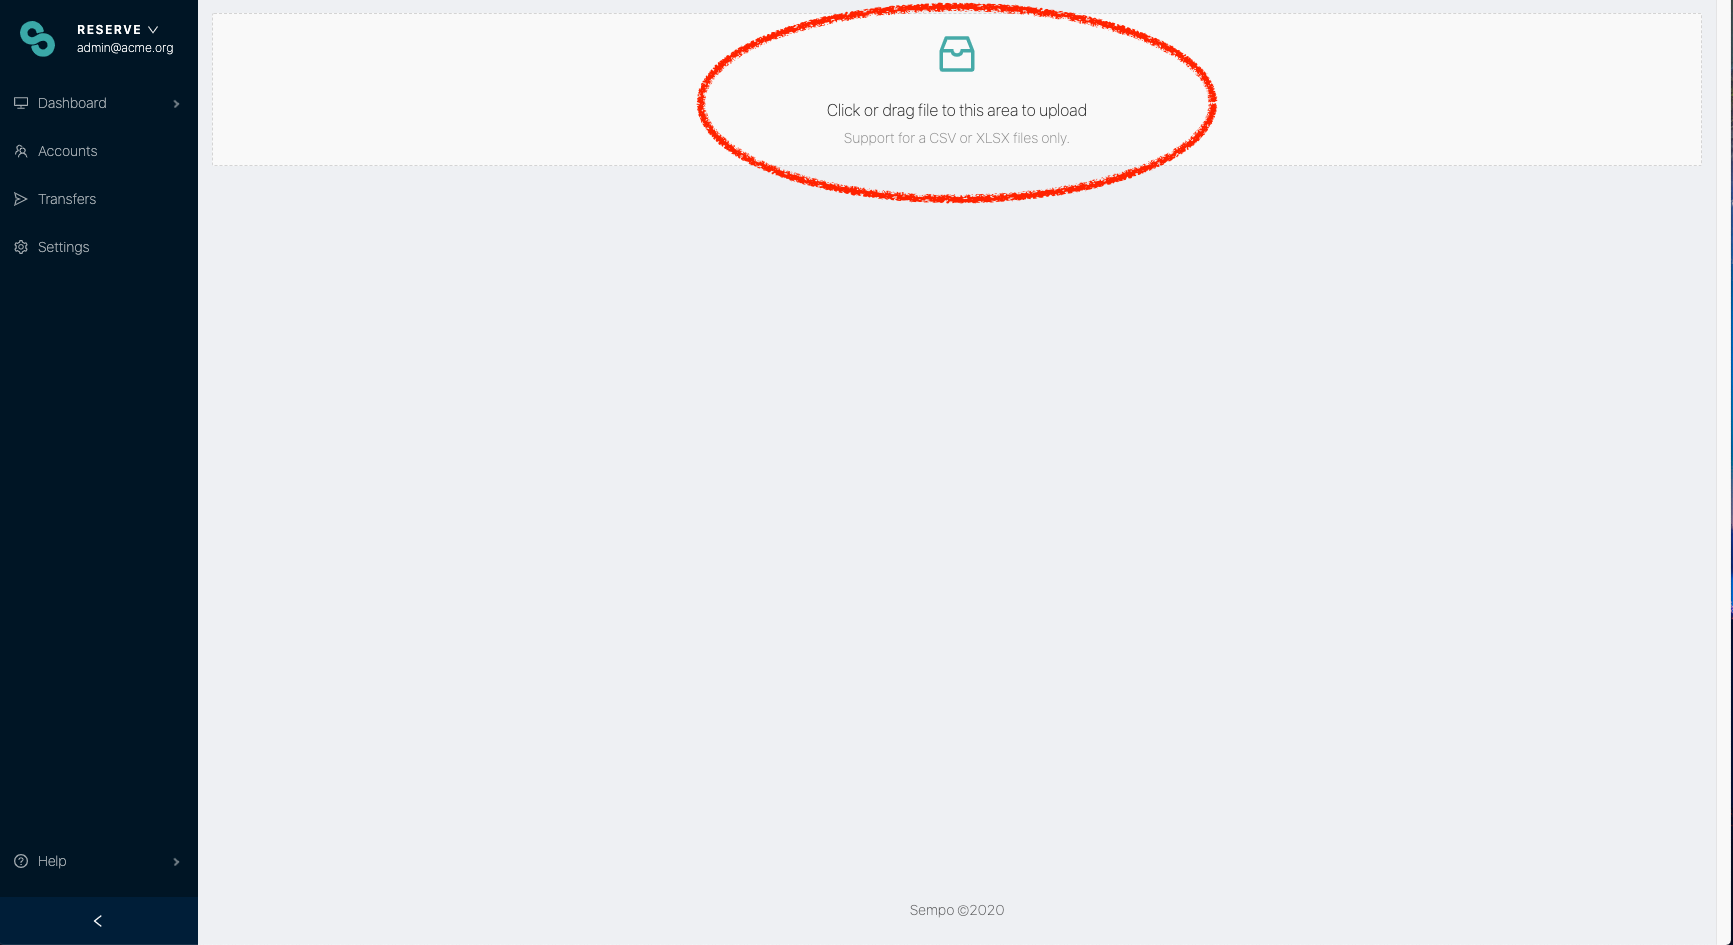 RESERVE
admin@acme.org
Dashboard
Accounts
Transfers
Settings
Help
Click or drag file to this area to upload
Support for a CSV or XLSX files only.
Sempo ©2020